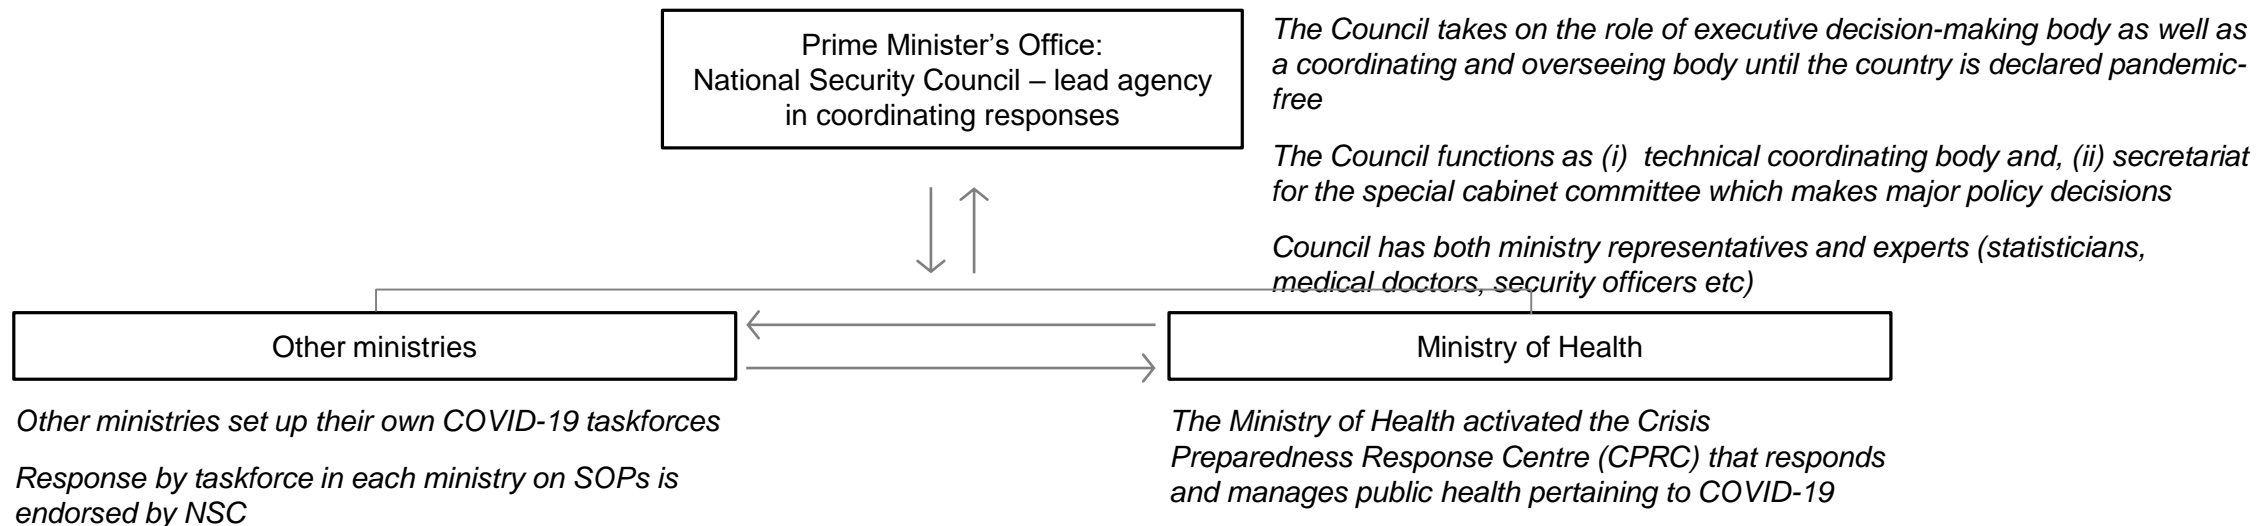 Prime Minister’s Office:
National Security Council – lead agency
in coordinating responses
The Council takes on the role of executive decision-making body as well as
a coordinating and overseeing body until the country is declared pandemic-
free
The Council functions as (i)  technical coordinating body and, (ii) secretariat
for the special cabinet committee which makes major policy decisions
Council has both ministry representatives and experts (statisticians,
medical doctors, security officers etc)
Other ministries
Ministry of Health
Other ministries set up their own COVID-19 taskforces
Response by taskforce in each ministry on SOPs is
endorsed by NSC
The Ministry of Health activated the Crisis
Preparedness Response Centre (CPRC) that responds
and manages public health pertaining to COVID-19